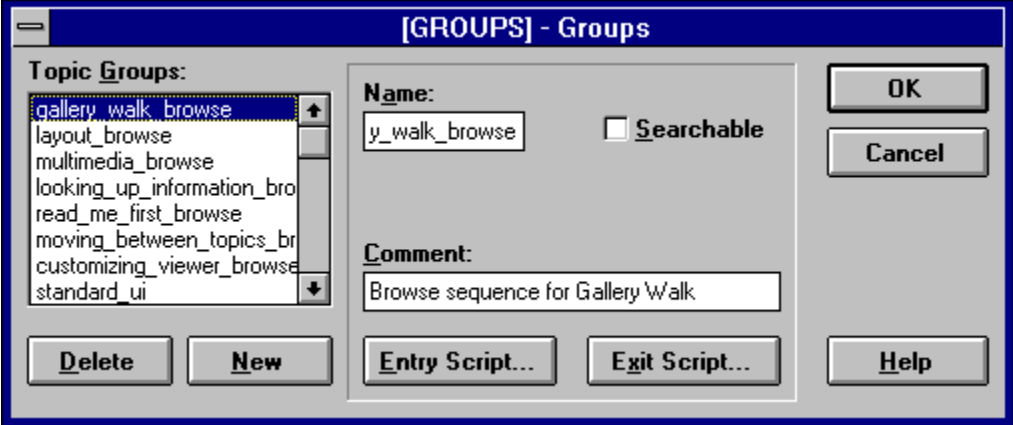 [GROUPS] - Groups
Topic Groups:
gallery_walk_browse
layout_browse
multimedia_browse
looking_up_information_bro
read_me_first_browse
moving_between_topics_br
customizing_viewer_browse
standard_ui
Delete
New
Name:
y_walk_browse
Searchable
Comment:
Browse sequence for Gallery Walk
Entry Script...
Exit Script...
OK
Cancel
Help